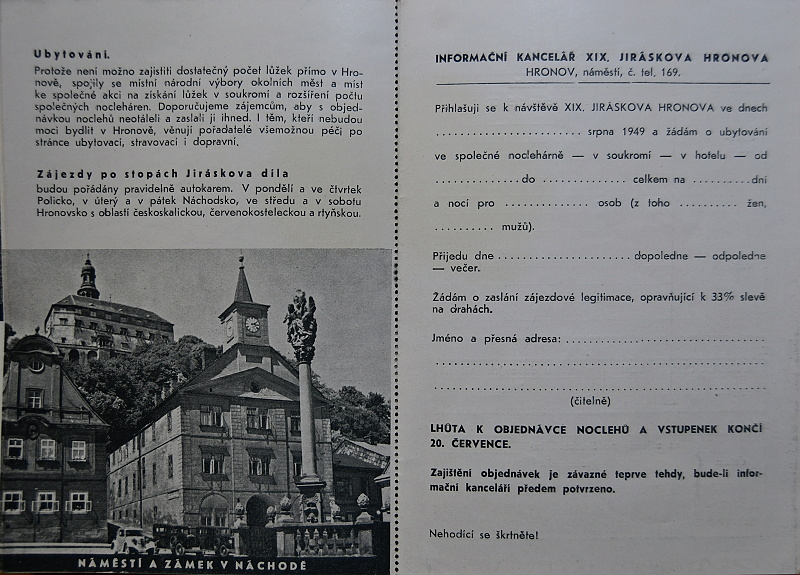 Ubytování.
Protože není možno zajistiti dostatečný počet lůžek přímo v Hro-
nově, spojily se místní národní výbory okolních měst a míst
ke společné akci na získání lůžek v soukromí a rozšíření počtu
společných nocleháren. Doporučujeme zájemcům, aby s objed-
návkou noclehů neotáleli a zaslali ji ihned. I těm, kteří nebudou
moci bydlit v Hronově, věnují pořadatelé všemožnou péči po
stránce ubytovací, stravovací i dopravní.
Zájezdy po stopách Jiráskova díla
budou pořádány pravidelně autokarem. V pondělí a ve čtvrtek
Policko, v úterý a v pátek Náchodsko, ve středu a v sobotu
Hronovsko s oblastí českoskalickou, červenokosteleckou a rtyňskou.
NÁMĚSTÍ A ZÁMEK V NÁCHODĚ
INFORMAČNÍ KANCELÁŘ XIX. JIRÁSKOVA HRONOVA
HRONOV, náměstí, č. tel. 169.
Přihlašuji se k návštěvě XIX. JIRÁSKOVA HRONOVA ve dnech
........................ srpna 1949 a žádám o ubytování
ve společné noclehárně — v soukromí — v hotelu — od
.............. do .............. celkem na .......... dní
a nocí pro .............. osob (z toho .......... žen,
.......... mužů).
Přijedu dne ...................... dopoledne — odpoledne
— večer.
Žádám o zaslání zájezdové legitimace, opravňující k 33% slevě
na drahách.
Jméno a přesná adresa: ..................................
......................................................
......................................................
(čitelně)
LHŮTA K OBJEDNÁVCE NOCLEHŮ A VSTUPENEK KONČÍ
20. ČERVENCE.
Zajištění objednávek je závazné teprve tehdy, bude-li infor-
mační kanceláří předem potvrzeno.
Nehodící se škrtněte!